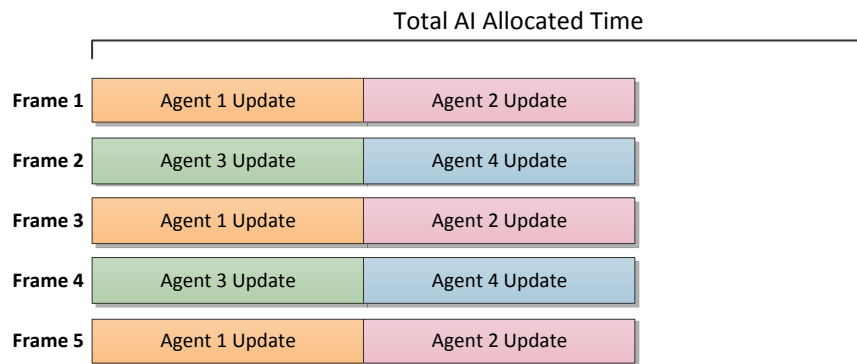 Total AI Allocated Time
Frame 1 Agent 1 Update Agent 2 Update
Frame 2 Agent 3 Update Agent 4 Update
Frame 3 Agent 1 Update Agent 2 Update
Frame 4 Agent 3 Update Agent 4 Update
Frame 5 Agent 1 Update Agent 2 Update